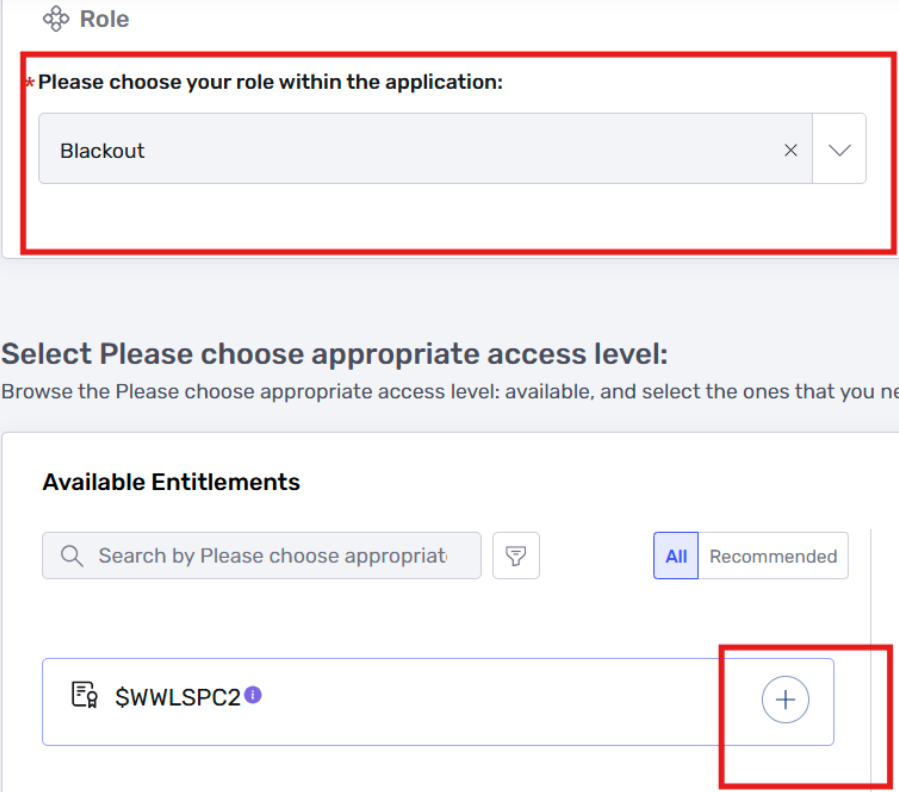 Role
*Please choose your role within the application:
Blackout
Select Please choose appropriate access level:
Browse the Please choose appropriate access level: available, and select the ones that you ne
Available Entitlements
Search by Please choose appropriat
All Recommended
$WWLSPC2